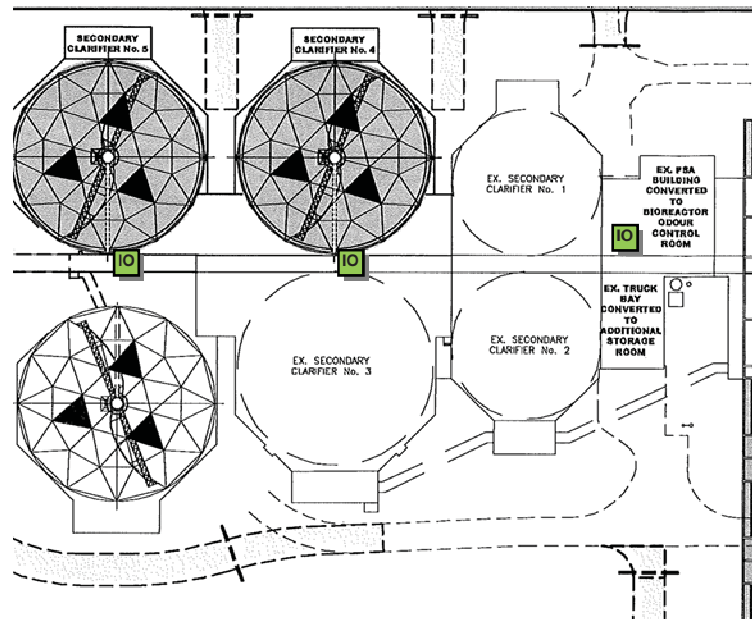 SECONDARY
CLARIFIER No. 5
SECONDARY
CLARIFIER No. 4
EX. SECONDARY
CLARIFIER No. 1
EX. PSA
BUILDING
CONVERTED
TO
BIOREACTOR
ODOUR
CONTROL
ROOM
IO
IO
IO
EX. TRUCK
BAY
CONVERTED
TO
ADDITIONAL
STORAGE
ROOM
EX. SECONDARY
CLARIFIER No. 2
EX. SECONDARY
CLARIFIER No. 3